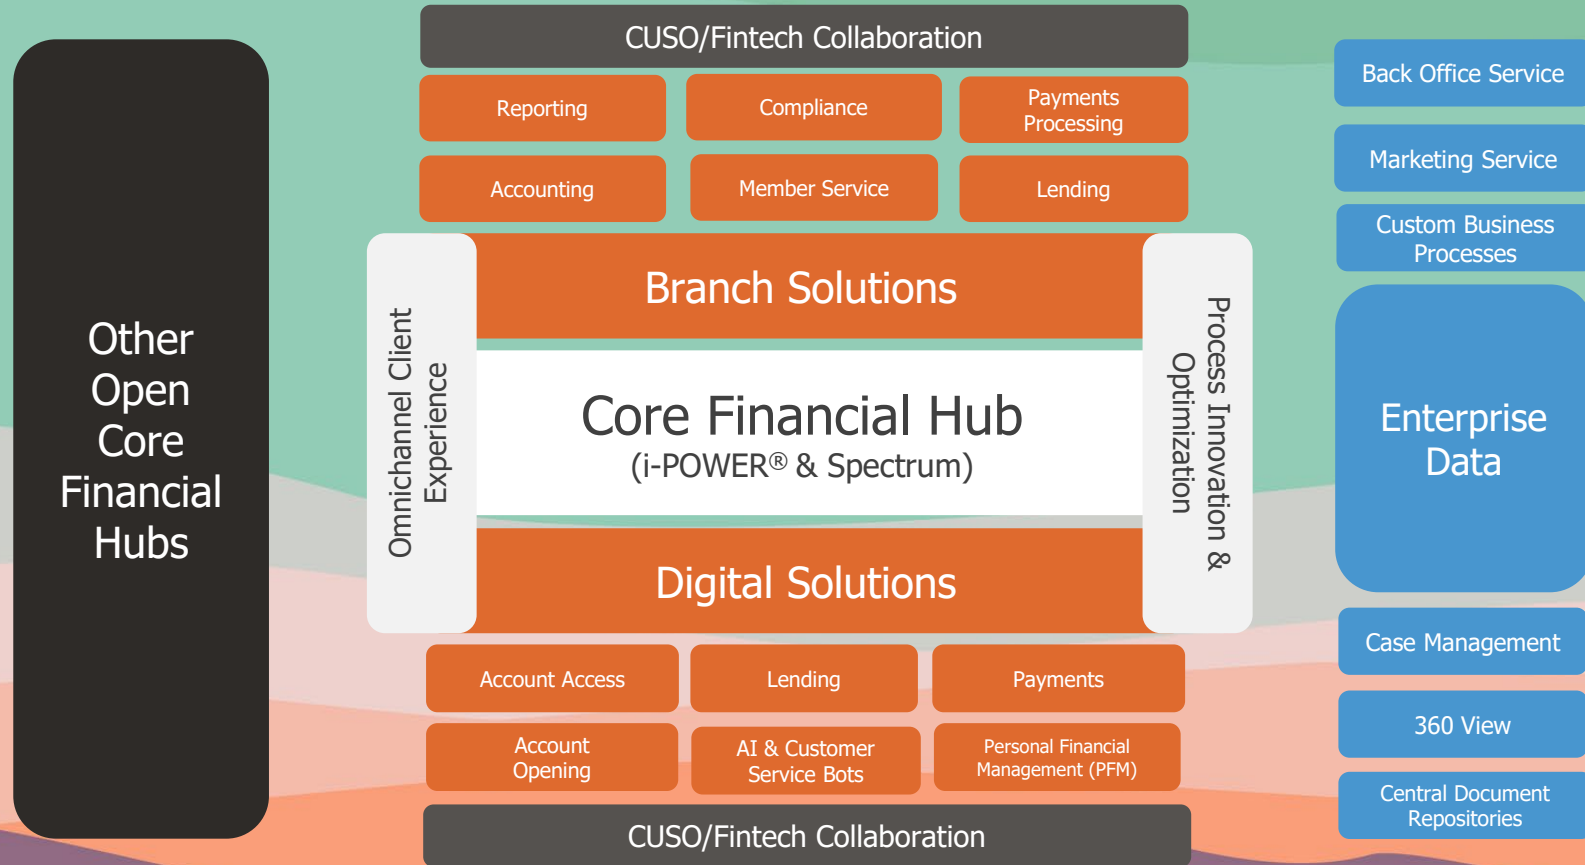 CUSO/Fintech Collaboration
Reporting
Compliance
Payments
Processing
Accounting
Member Service
Lending
Other
Open
Core
Financial
Hubs
Omnichannel Client
Experience
Branch Solutions
Core Financial Hub
(i-POWER® & Spectrum)
Digital Solutions
Process Innovation &
Optimization
Account Access
Lending
Payments
Account
Opening
AI & Customer
Service Bots
Personal Financial
Management (PFM)
CUSO/Fintech Collaboration
Back Office Service
Marketing Service
Custom Business
Processes
Enterprise
Data
Case Management
360 View
Central Document
Repositories